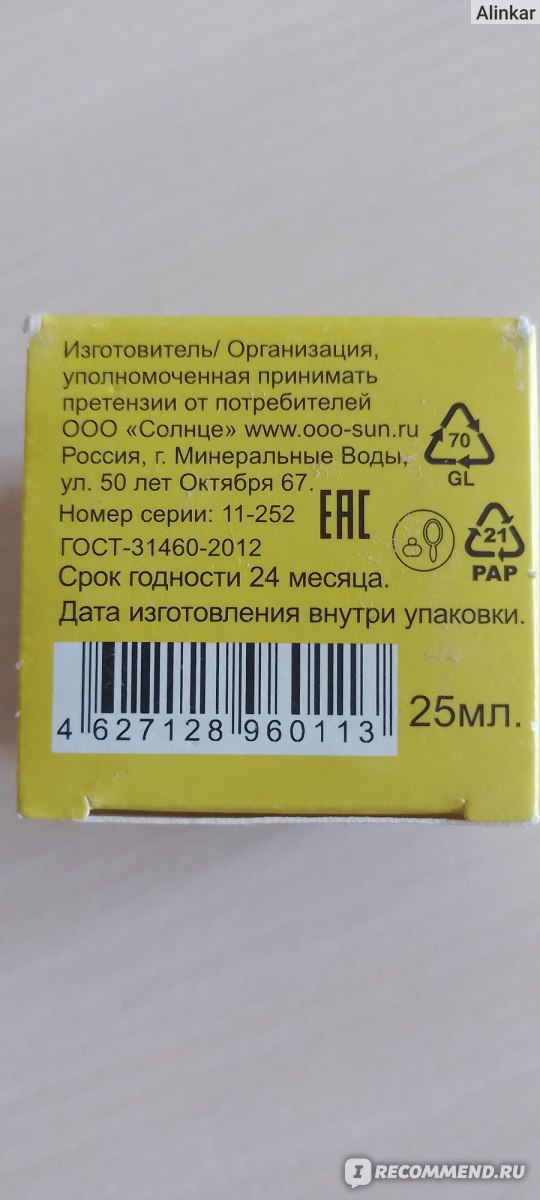 Alinkar
Изготовитель/ Организация,
уполномоченная принимать
претензии от потребителей
ООО «Солнце» www.ooo-sun.ru
Россия, г. Минеральные Воды,
ул. 50 лет Октября 67.
Номер серии: 11-252
ГОСТ-31460-2012
EAC
70
GL
21
PAP
Срок годности 24 месяца.
Дата изготовления внутри упаковки.
4 627128 960113
25мл.
IRECOMMEND.RU